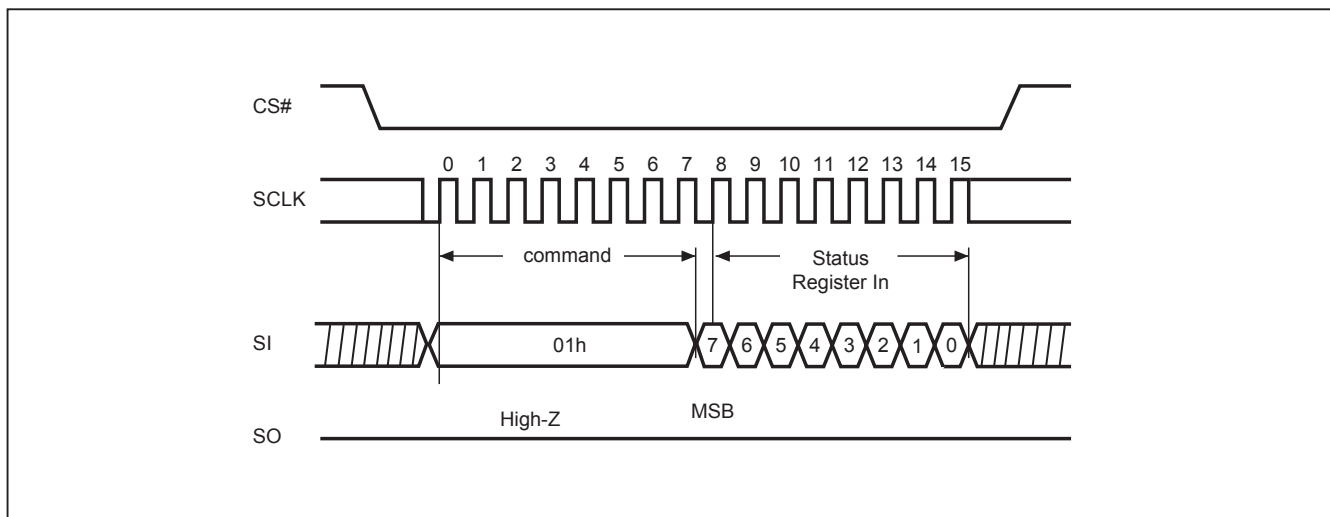 CS#
0 1 2 3 4 5 6 7 8 9 10 11 12 13 14 15
SCLK
command
Status
Register In
SI
01h
7 6 5 4 3 2 1 0
High-Z
MSB
SO